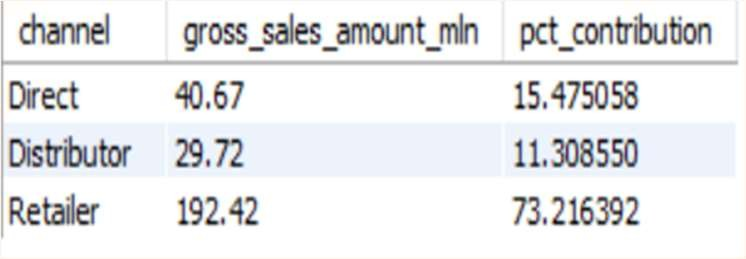 channel gross_sales_amount_mln pct_contribution
Direct 40.67 15.475058
Distributor 29.72 11.308550
Retailer 192.42 73.216392